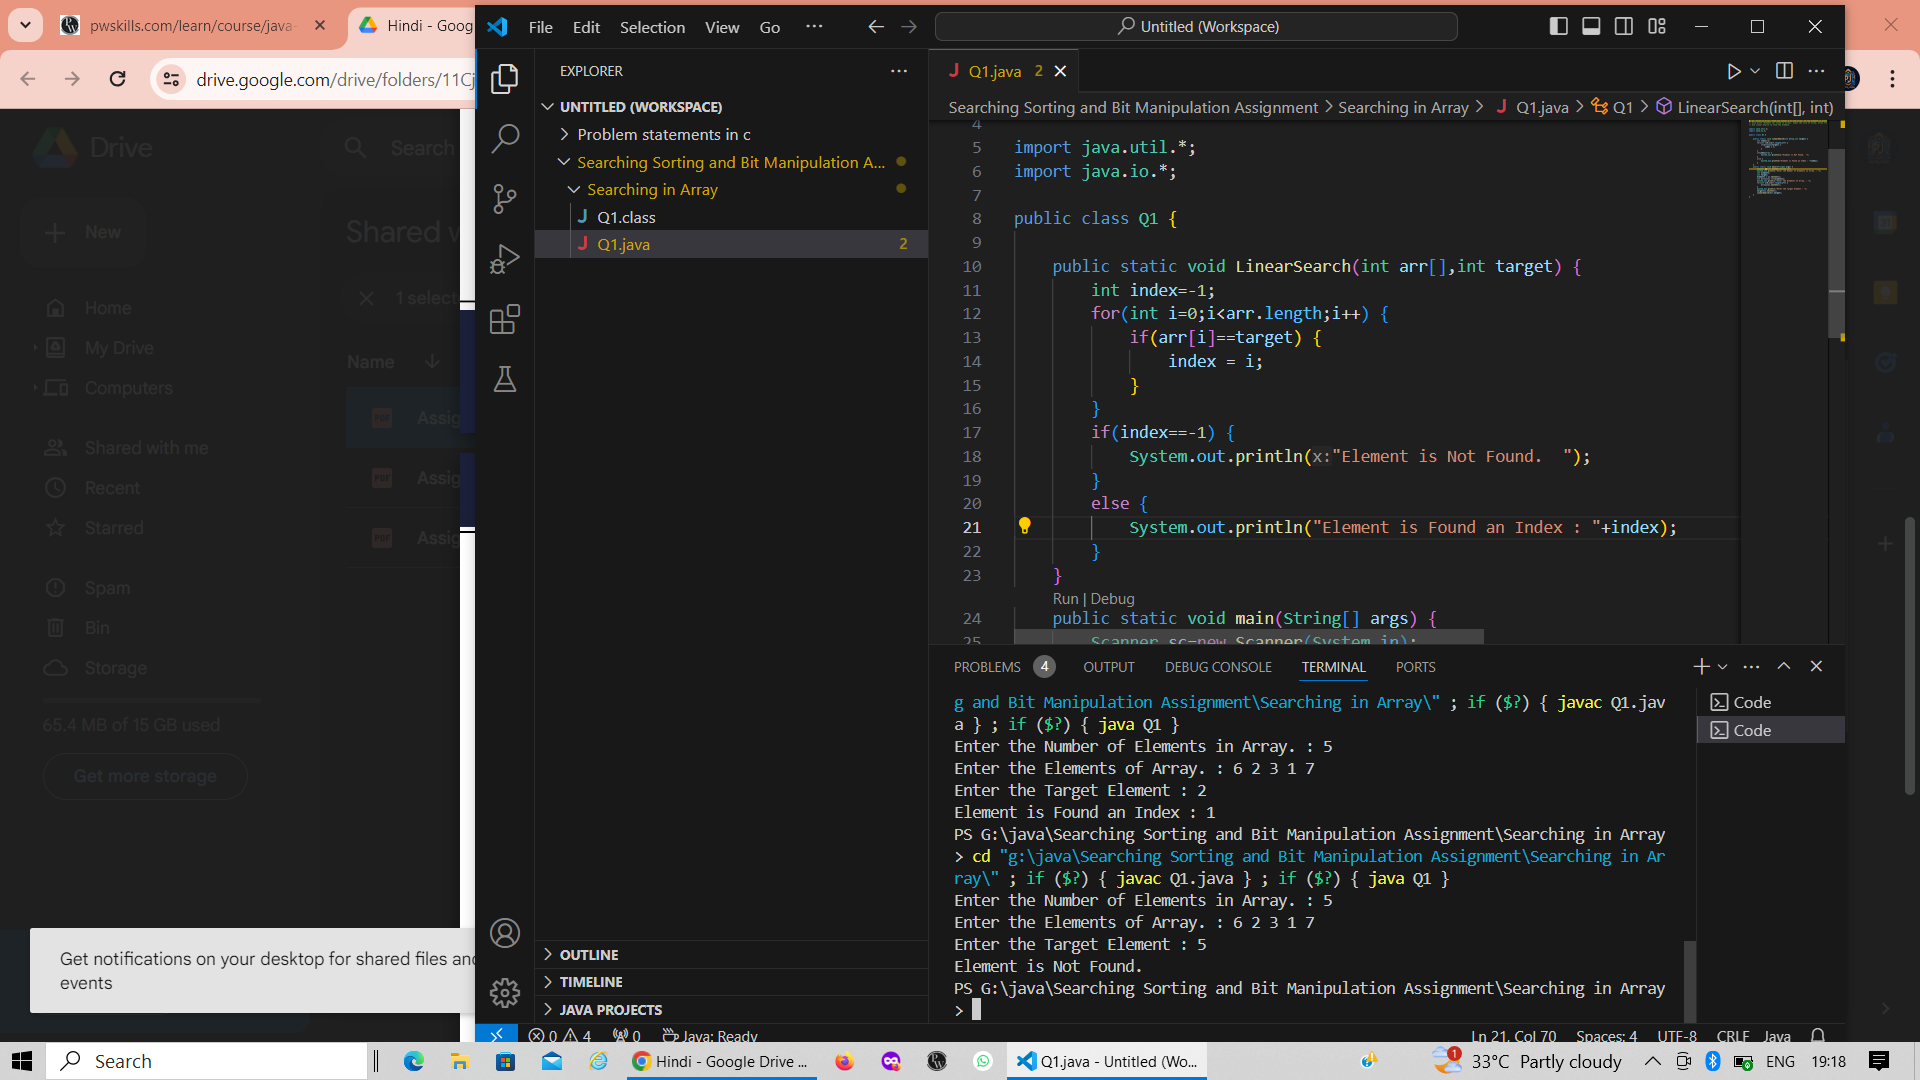 pwskills.com/learn/course/java-
Hindi - Goog
drive.google.com/drive/folders/11Cj
Drive
Search
New
Shared w
1 select
Home
My Drive
Computers
Name
Shared with me
Recent
Starred
Assig
Assig
Assig
Spam
Bin
Storage
65.4 MB of 15 GB used
Get more storage
Get notifications on your desktop for shared files and
events
File Edit Selection View Go ···
Untitled (Workspace)
EXPLORER
UNTITLED (WORKSPACE)
Problem statements in c
Searching Sorting and Bit Manipulation A...
Searching in Array
J Q1.class
J Q1.java 2
OUTLINE
TIMELINE
JAVA PROJECTS
J Q1.java 2
Searching Sorting and Bit Manipulation Assignment > Searching in Array > J Q1.java > Q1 > LinearSearch(int[], int)
4
5 import java.util.*;
6 import java.io.*;
7
8 public class Q1 {
9
10 public static void LinearSearch(int arr[],int target) {
11 int index=-1;
12 for(int i=0;i<arr.length;i++) {
13 if(arr[i]==target) {
14 index = i;
15 }
16 }
17 if(index==-1) {
18 System.out.println(x:"Element is Not Found.  ");
19 }
20 else {
21 System.out.println("Element is Found an Index : "+index);
22 }
23 }
Run | Debug
24 public static void main(String[] args) {
25 Scanner sc=new Scanner(System.in);
PROBLEMS 4 OUTPUT DEBUG CONSOLE TERMINAL PORTS
g and Bit Manipulation Assignment\Searching in Array\" ; if ($?) { javac Q1.jav
a } ; if ($?) { java Q1 }
Enter the Number of Elements in Array. : 5
Enter the Elements of Array. : 6 2 3 1 7
Enter the Target Element : 2
Element is Found an Index : 1
PS G:\java\Searching Sorting and Bit Manipulation Assignment\Searching in Array
> cd "g:\java\Searching Sorting and Bit Manipulation Assignment\Searching in Ar
ray\" ; if ($?) { javac Q1.java } ; if ($?) { java Q1 }
Enter the Number of Elements in Array. : 5
Enter the Elements of Array. : 6 2 3 1 7
Enter the Target Element : 5
Element is Not Found.
PS G:\java\Searching Sorting and Bit Manipulation Assignment\Searching in Array
>
Code
Code
0 4 0 Java: Ready
Ln 21, Col 70 Spaces: 4 UTF-8 CRLF Java
Search
Hindi - Google Drive ...
Q1.java - Untitled (Wo...
1 33°C Partly cloudy ENG 19:18